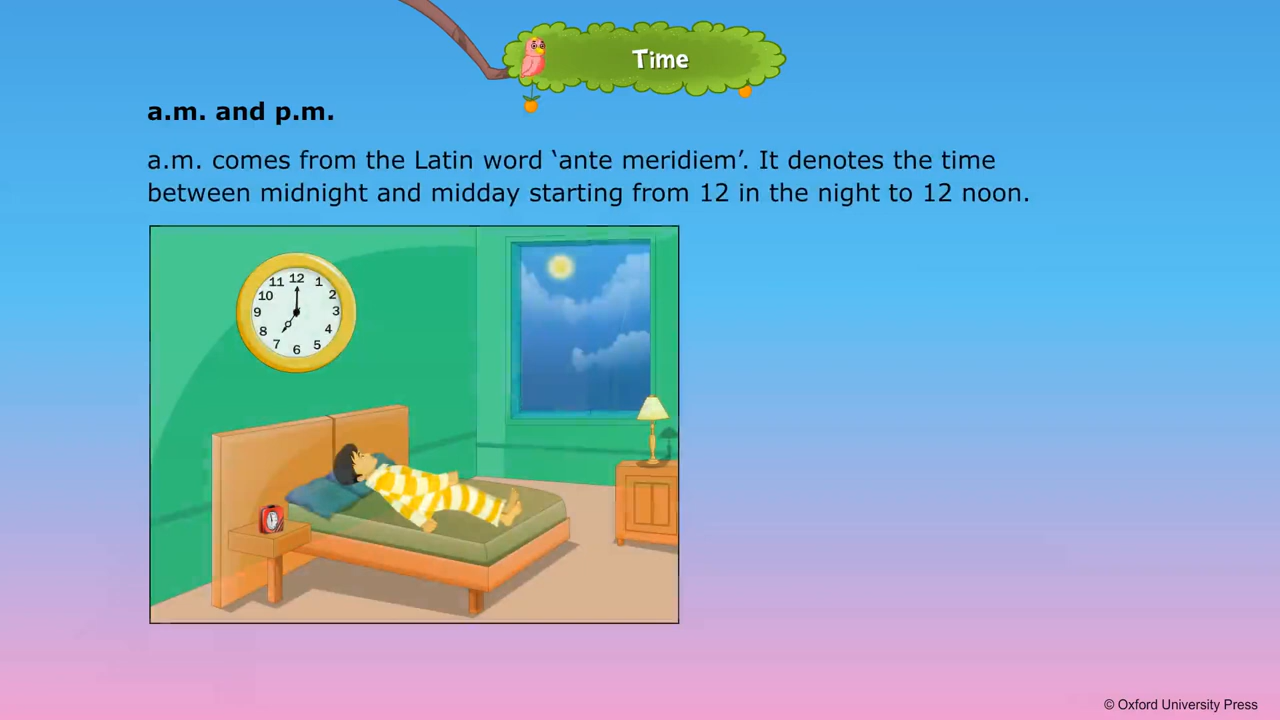 Time
a.m. and p.m.
a.m. comes from the Latin word ‘ante meridiem’. It denotes the time
between midnight and midday starting from 12 in the night to 12 noon.
11 12 1
10 2
9 3
8 4
7 6 5
© Oxford University Press